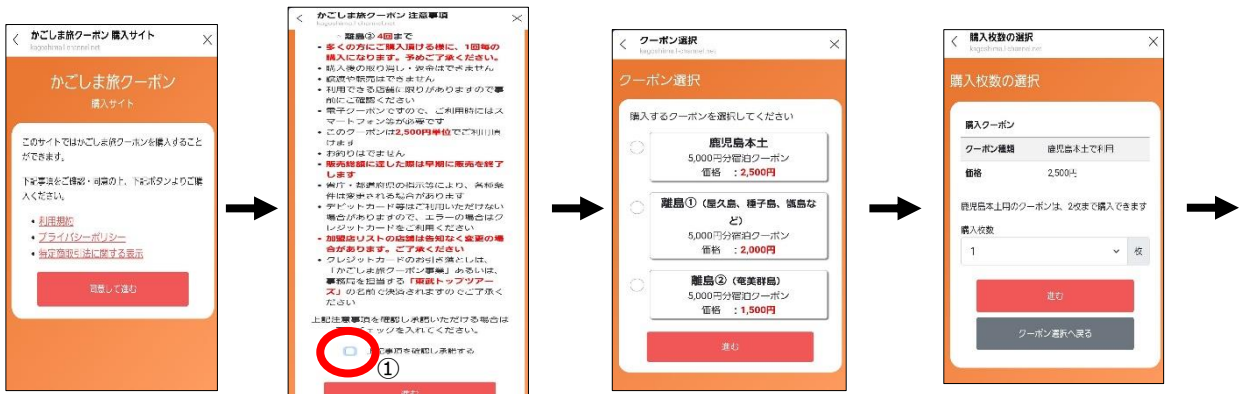 かごしま旅クーポン 購入サイト
かごしま旅クーポン
購入サイト
このサイトではかごしま旅クーポンを購入すること
ができます。
下記事項をご確認・同意の上、下記ボタンよりご購
入ください。
• 利用規約
• プライバシーポリシー
• 特定商取引法に関する表示
同意して進む
かごしま旅クーポン 注意事項
離島② 4回まで
• 多くの方にご購入頂ける様に、1回毎の
購入になります。予めご了承ください。
• 購入後の取り消し・返金はできません
• 譲渡や転売はできません
• 利用できる店舗に限りがありますので事
前にご確認ください
• 電子クーポンですので、ご利用時にはス
マートフォン等が必要です
• このクーポンは2,500円単位でご利用頂
けます
• お釣りはでません
• 販売総額に達した際は早期に販売を終了
します
• 省庁・都道府県の指示等により、各種条
件は変更される場合があります
• デビットカード等はご利用いただけない
場合がありますので、エラーの場合はク
レジットカードをご利用ください
• 加盟店リストの店舗は告知なく変更の場
合があります。ご了承ください
• クレジットカードのお引き落としは、
「かごしま旅クーポン事業」あるいは、
事務局を担当する「東武トップツアー
ズ」の名前で決済されますのでご了承く
ださい
上記注意事項を確認し承諾いただける場合は
チェックを入れてください。
事項を確認し承諾する
①
進む
クーポン選択
kagoshima.l-channel.net
クーポン選択
購入するクーポンを選択してください
鹿児島本土
5,000円分宿泊クーポン
価格 : 2,500円
離島①（屋久島、種子島、甑島な
ど）
5,000円分宿泊クーポン
価格 : 2,000円
離島②（奄美群島）
5,000円分宿泊クーポン
価格 : 1,500円
進む
購入枚数の選択
kagoshima.l-channel.net
購入枚数の選択
購入クーポン
クーポン種類 鹿児島本土で利用
価格 2,500円
鹿児島本土用のクーポンは、2枚まで購入できます
購入枚数
1 枚
進む
クーポン選択へ戻る